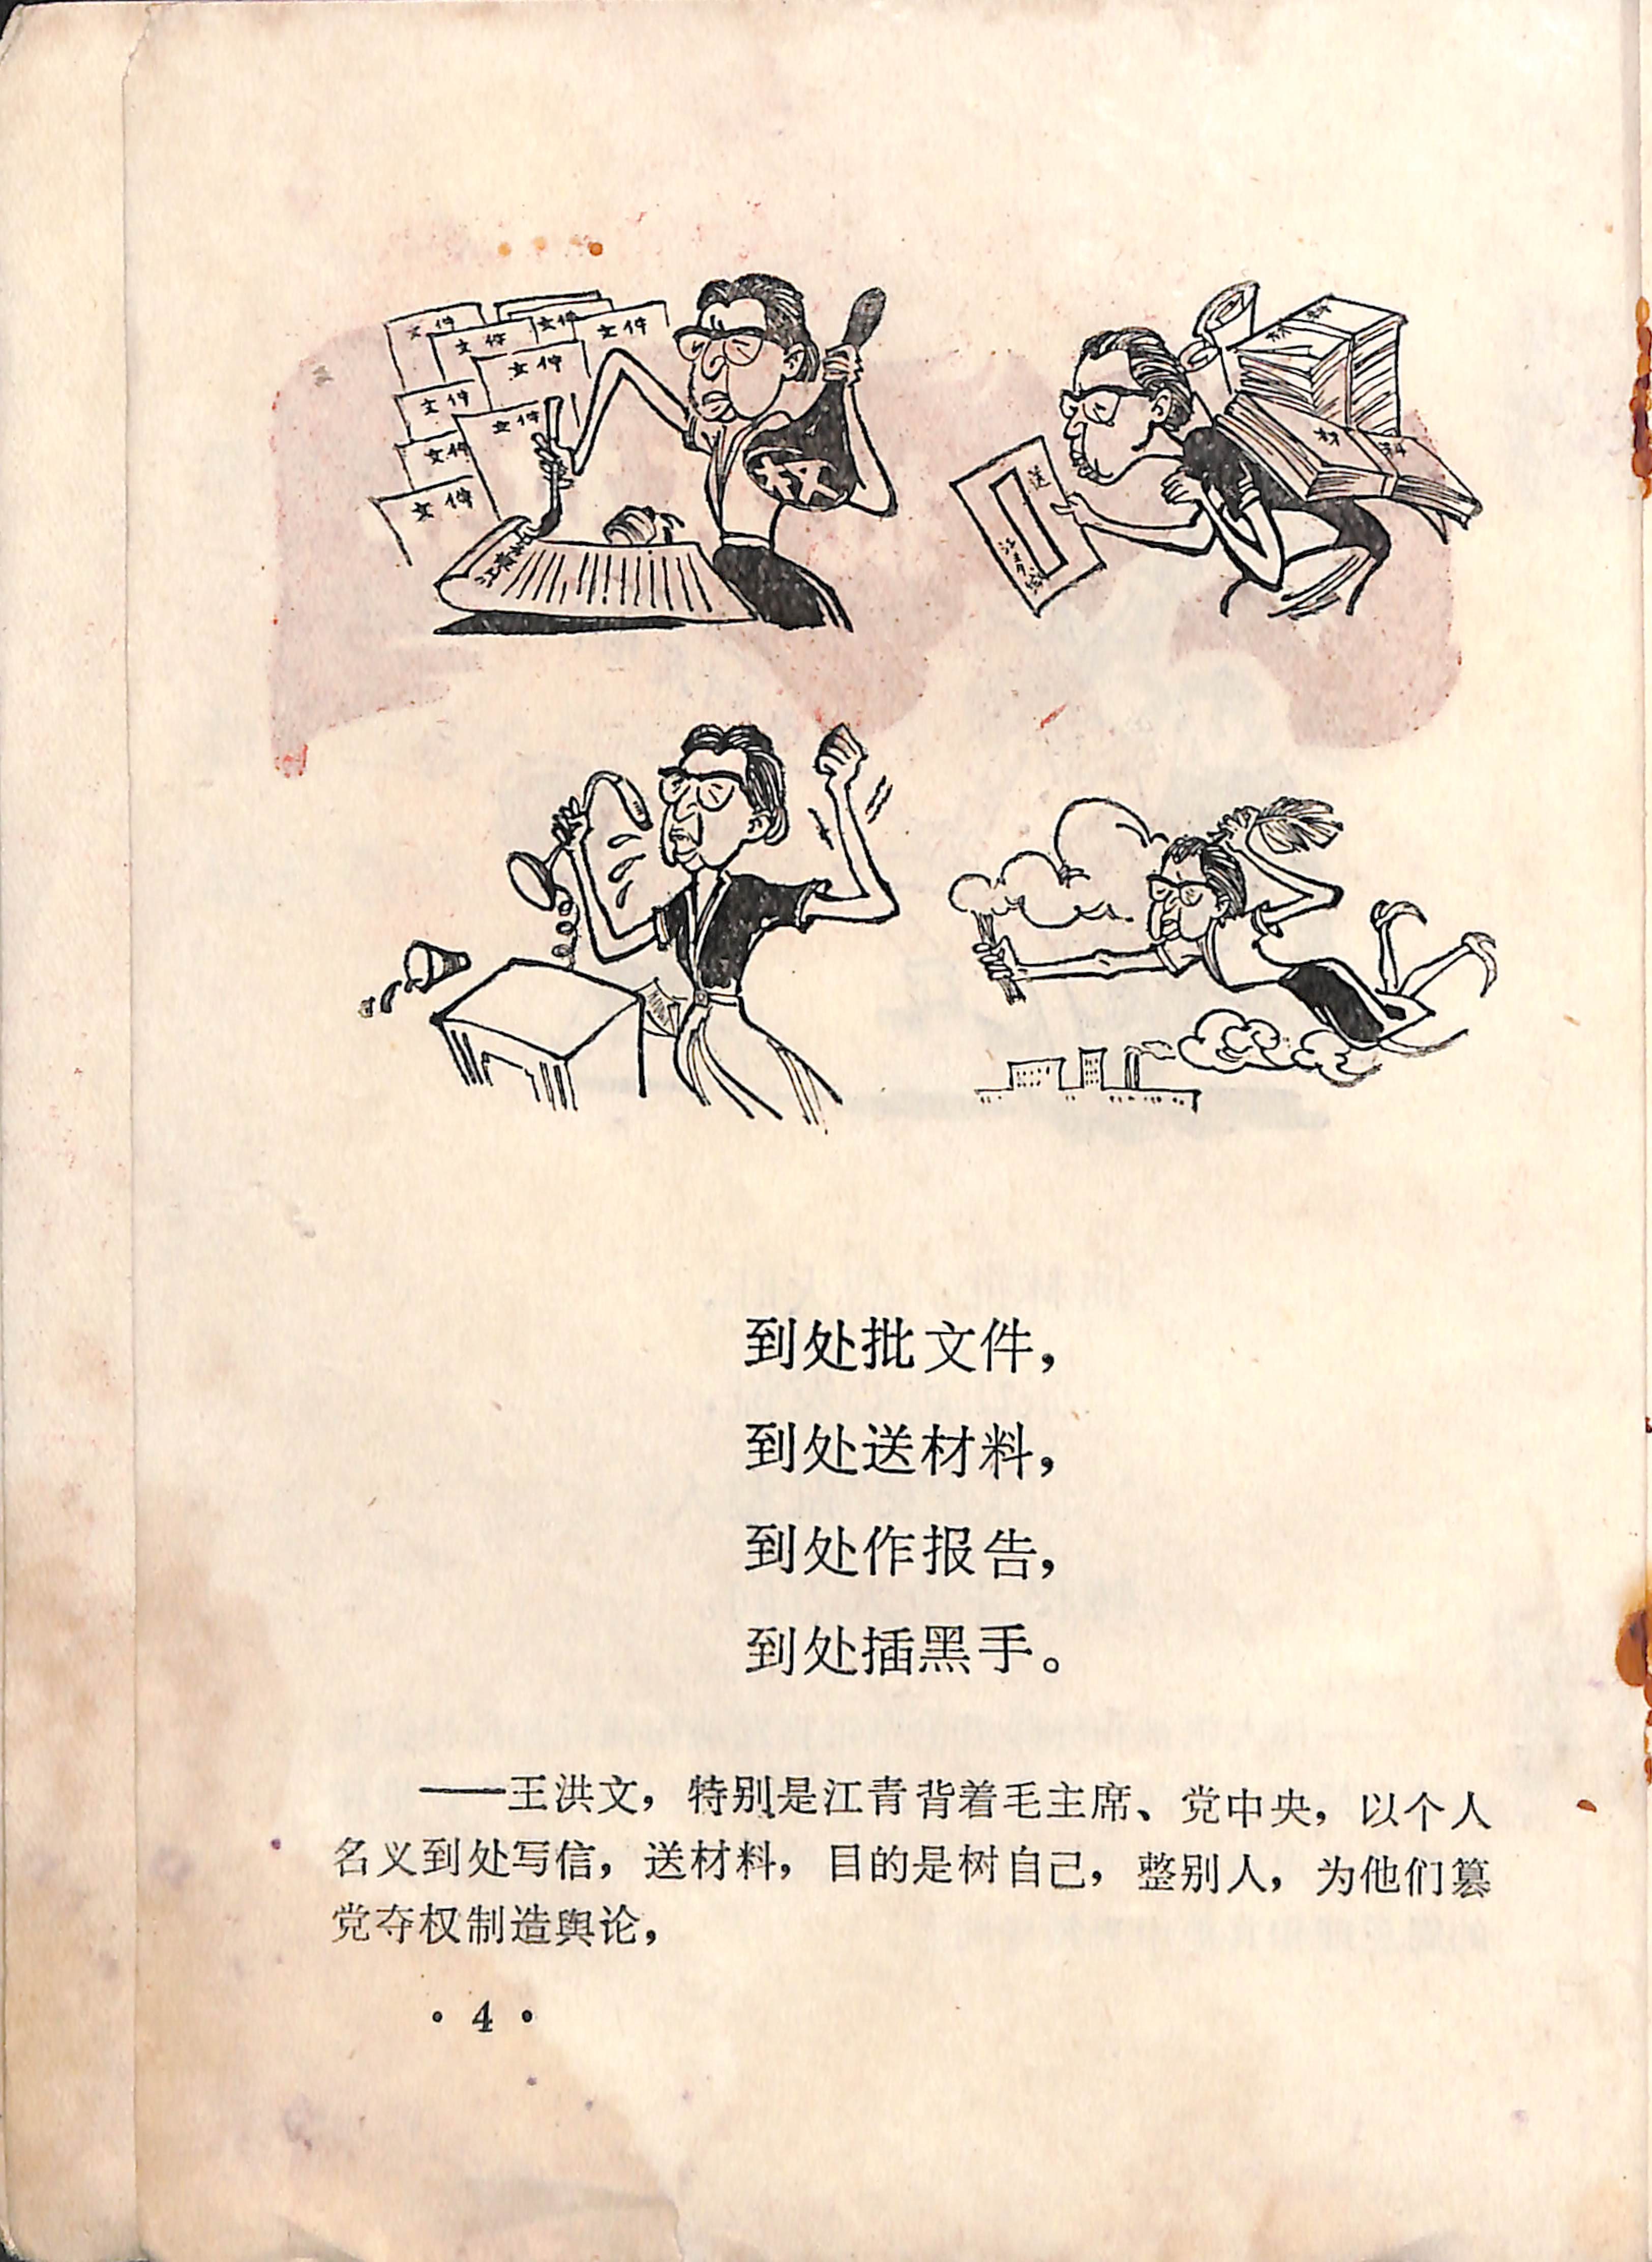 文件
文件
文件
文件
文件
文件
文件
文件
文件
江青
批
材料
材料
送
到处批文件，
到处送材料，
到处作报告，
到处插黑手。
——王洪文，特别是江青背着毛主席、党中央，以个人
名义到处写信，送材料，目的是树自己，整别人，为他们篡
党夺权制造舆论，
· 4 ·